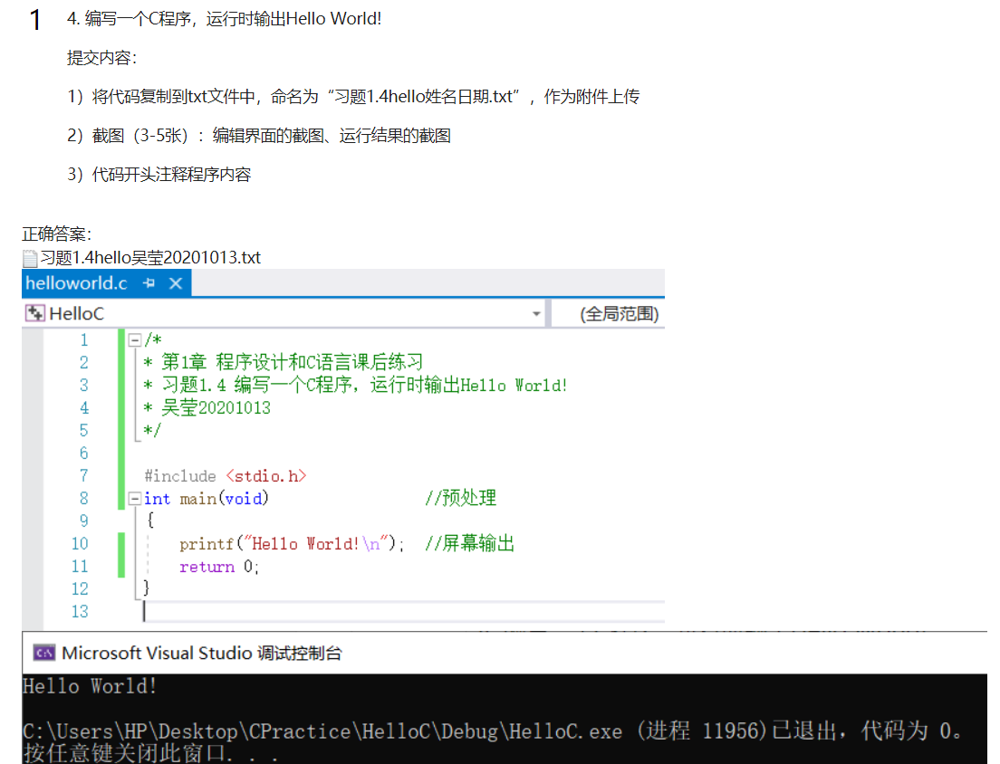 1 4. 编写一个C程序，运行时输出Hello World!
提交内容：
1）将代码复制到txt文件中，命名为“习题1.4hello姓名日期.txt”，作为附件上传
2）截图（3-5张）：编辑界面的截图、运行结果的截图
3）代码开头注释程序内容
正确答案：
习题1.4hello吴莹20201013.txt
helloworld.c
HelloC (全局范围)
1 /*
2 * 第1章 程序设计和C语言课后练习
3 * 习题1.4 编写一个C程序，运行时输出Hello World!
4 * 吴莹20201013
5 */
6
7 #include <stdio.h>
8 int main(void) //预处理
9 {
10 printf("Hello World!\n"); //屏幕输出
11 return 0;
12 }
13
C:\ Microsoft Visual Studio 调试控制台
Hello World!
C:\Users\HP\Desktop\CPractice\HelloC\Debug\HelloC.exe (进程 11956)已退出，代码为 0。
按任意键关闭此窗口. . .